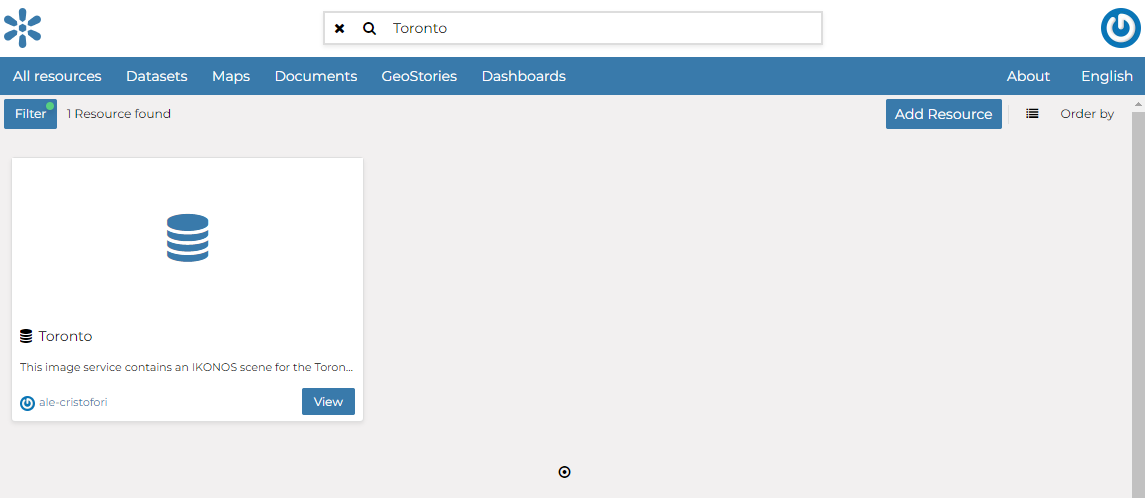 Toronto
All resources Datasets Maps Documents GeoStories Dashboards About English
Filter 1 Resource found Add Resource Order by
Toronto
This image service contains an IKONOS scene for the Toron...
ale-cristofori View